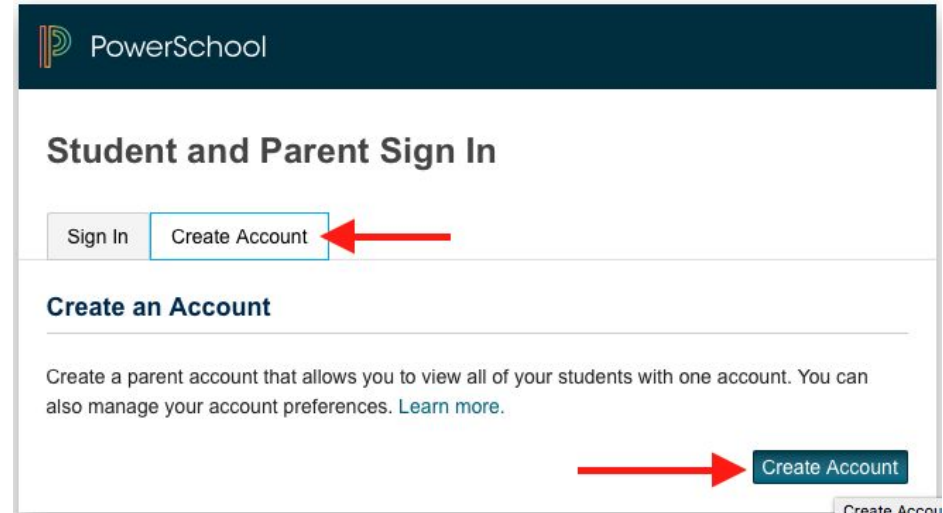 PowerSchool
Student and Parent Sign In
Sign In
Create Account
Create an Account
Create a parent account that allows you to view all of your students with one account. You can
also manage your account preferences. Learn more.
Create Account
Create Accou